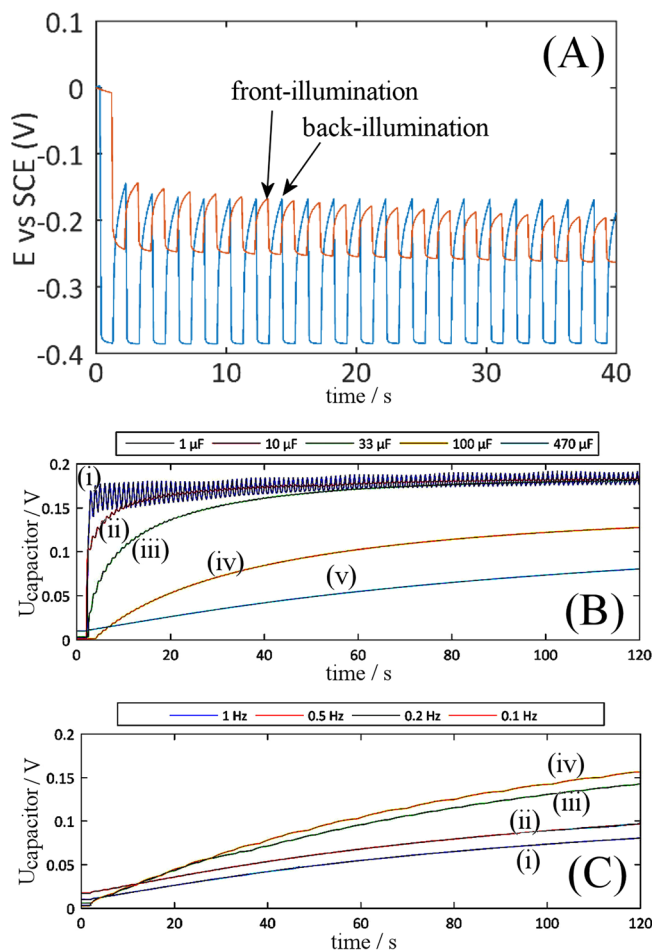 (A)
E vs SCE (V)
0.1
0
-0.1
-0.2
-0.3
-0.4
front-illumination
back-illumination
0 10 20 30 40
time / s
1 µF 10 µF 33 µF 100 µF 470 µF
Ucapacitor / V
0.2
0.15
0.1
0.05
0
(i)
(ii)
(iii)
(iv)
(v)
(B)
0 20 40 60 80 100 120
time / s
1 Hz 0.5 Hz 0.2 Hz 0.1 Hz
Ucapacitor / V
0.2
0.15
0.1
0.05
0
(iv)
(iii)
(ii)
(i)
(C)
0 20 40 60 80 100 120
time / s